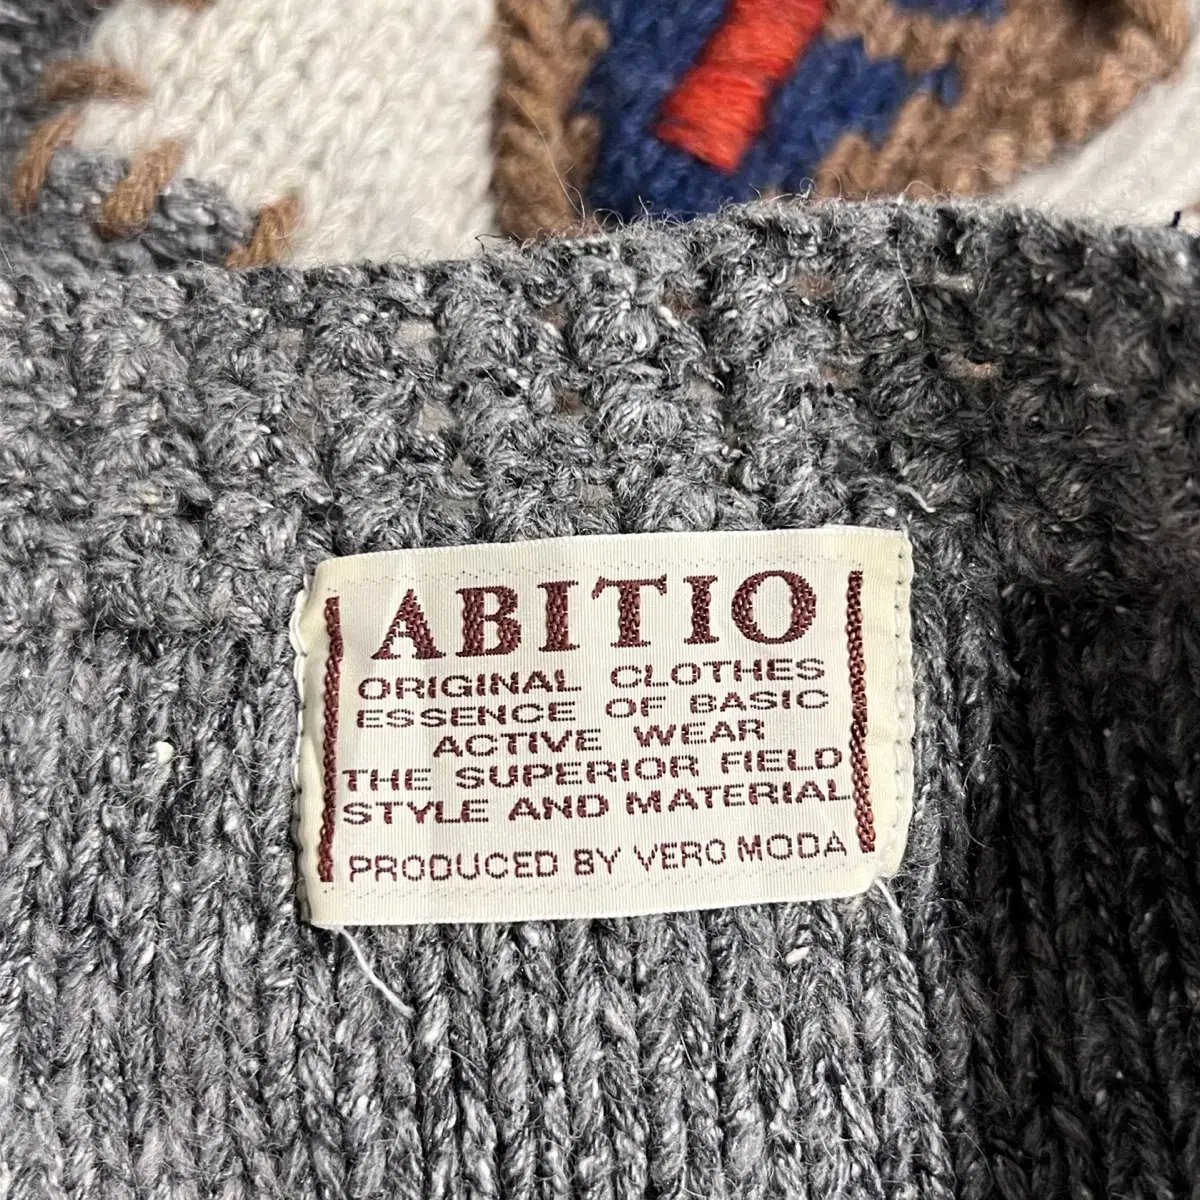 ABITIO
ORIGINAL CLOTHES
ESSENCE OF BASIC
ACTIVE WEAR
THE SUPERIOR FIELD
STYLE AND MATERIAL
PRODUCED BY VERO MODA